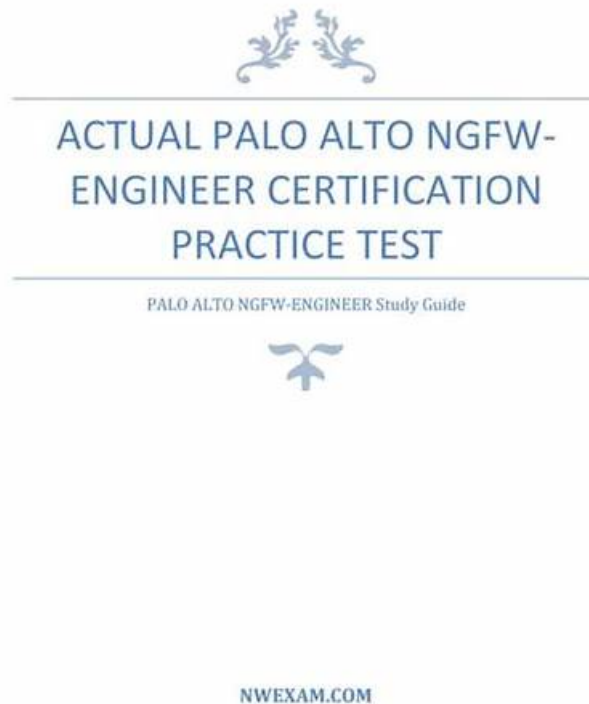 ACTUAL PALO ALTO NGFW-
ENGINEER CERTIFICATION
PRACTICE TEST
PALO ALTO NGFW-ENGINEER Study Guide
NWEXAM.COM